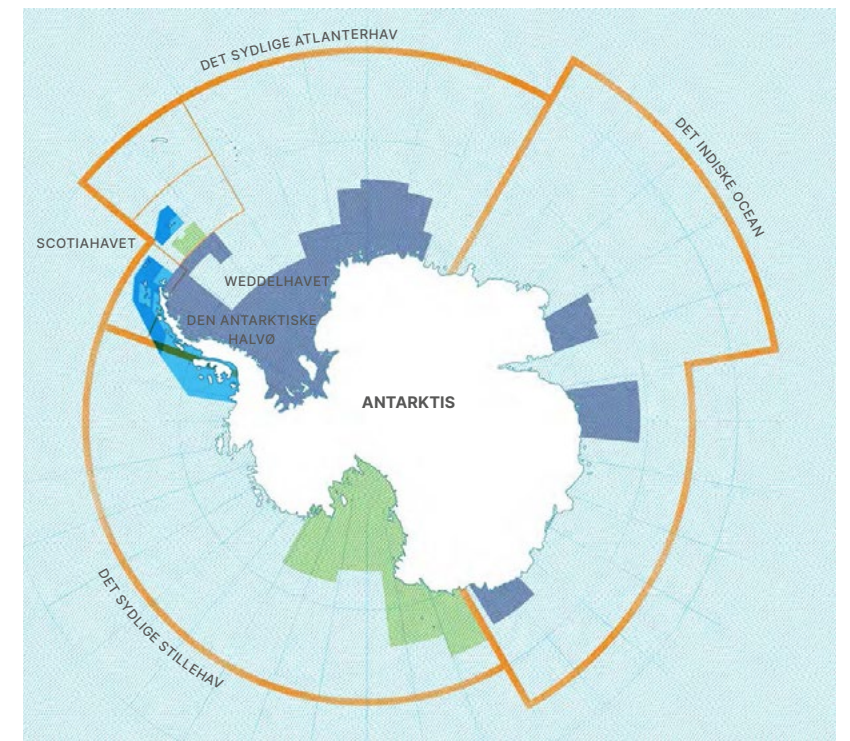 DET SYDLIGE ATLANTERHAV
DET INDISKE OCEAN
SCOTIAHAVET
WEDDELHAVET
DEN ANTARKTISKE
HALVØ
ANTARKTIS
DET SYDLIGE STILLEHAV